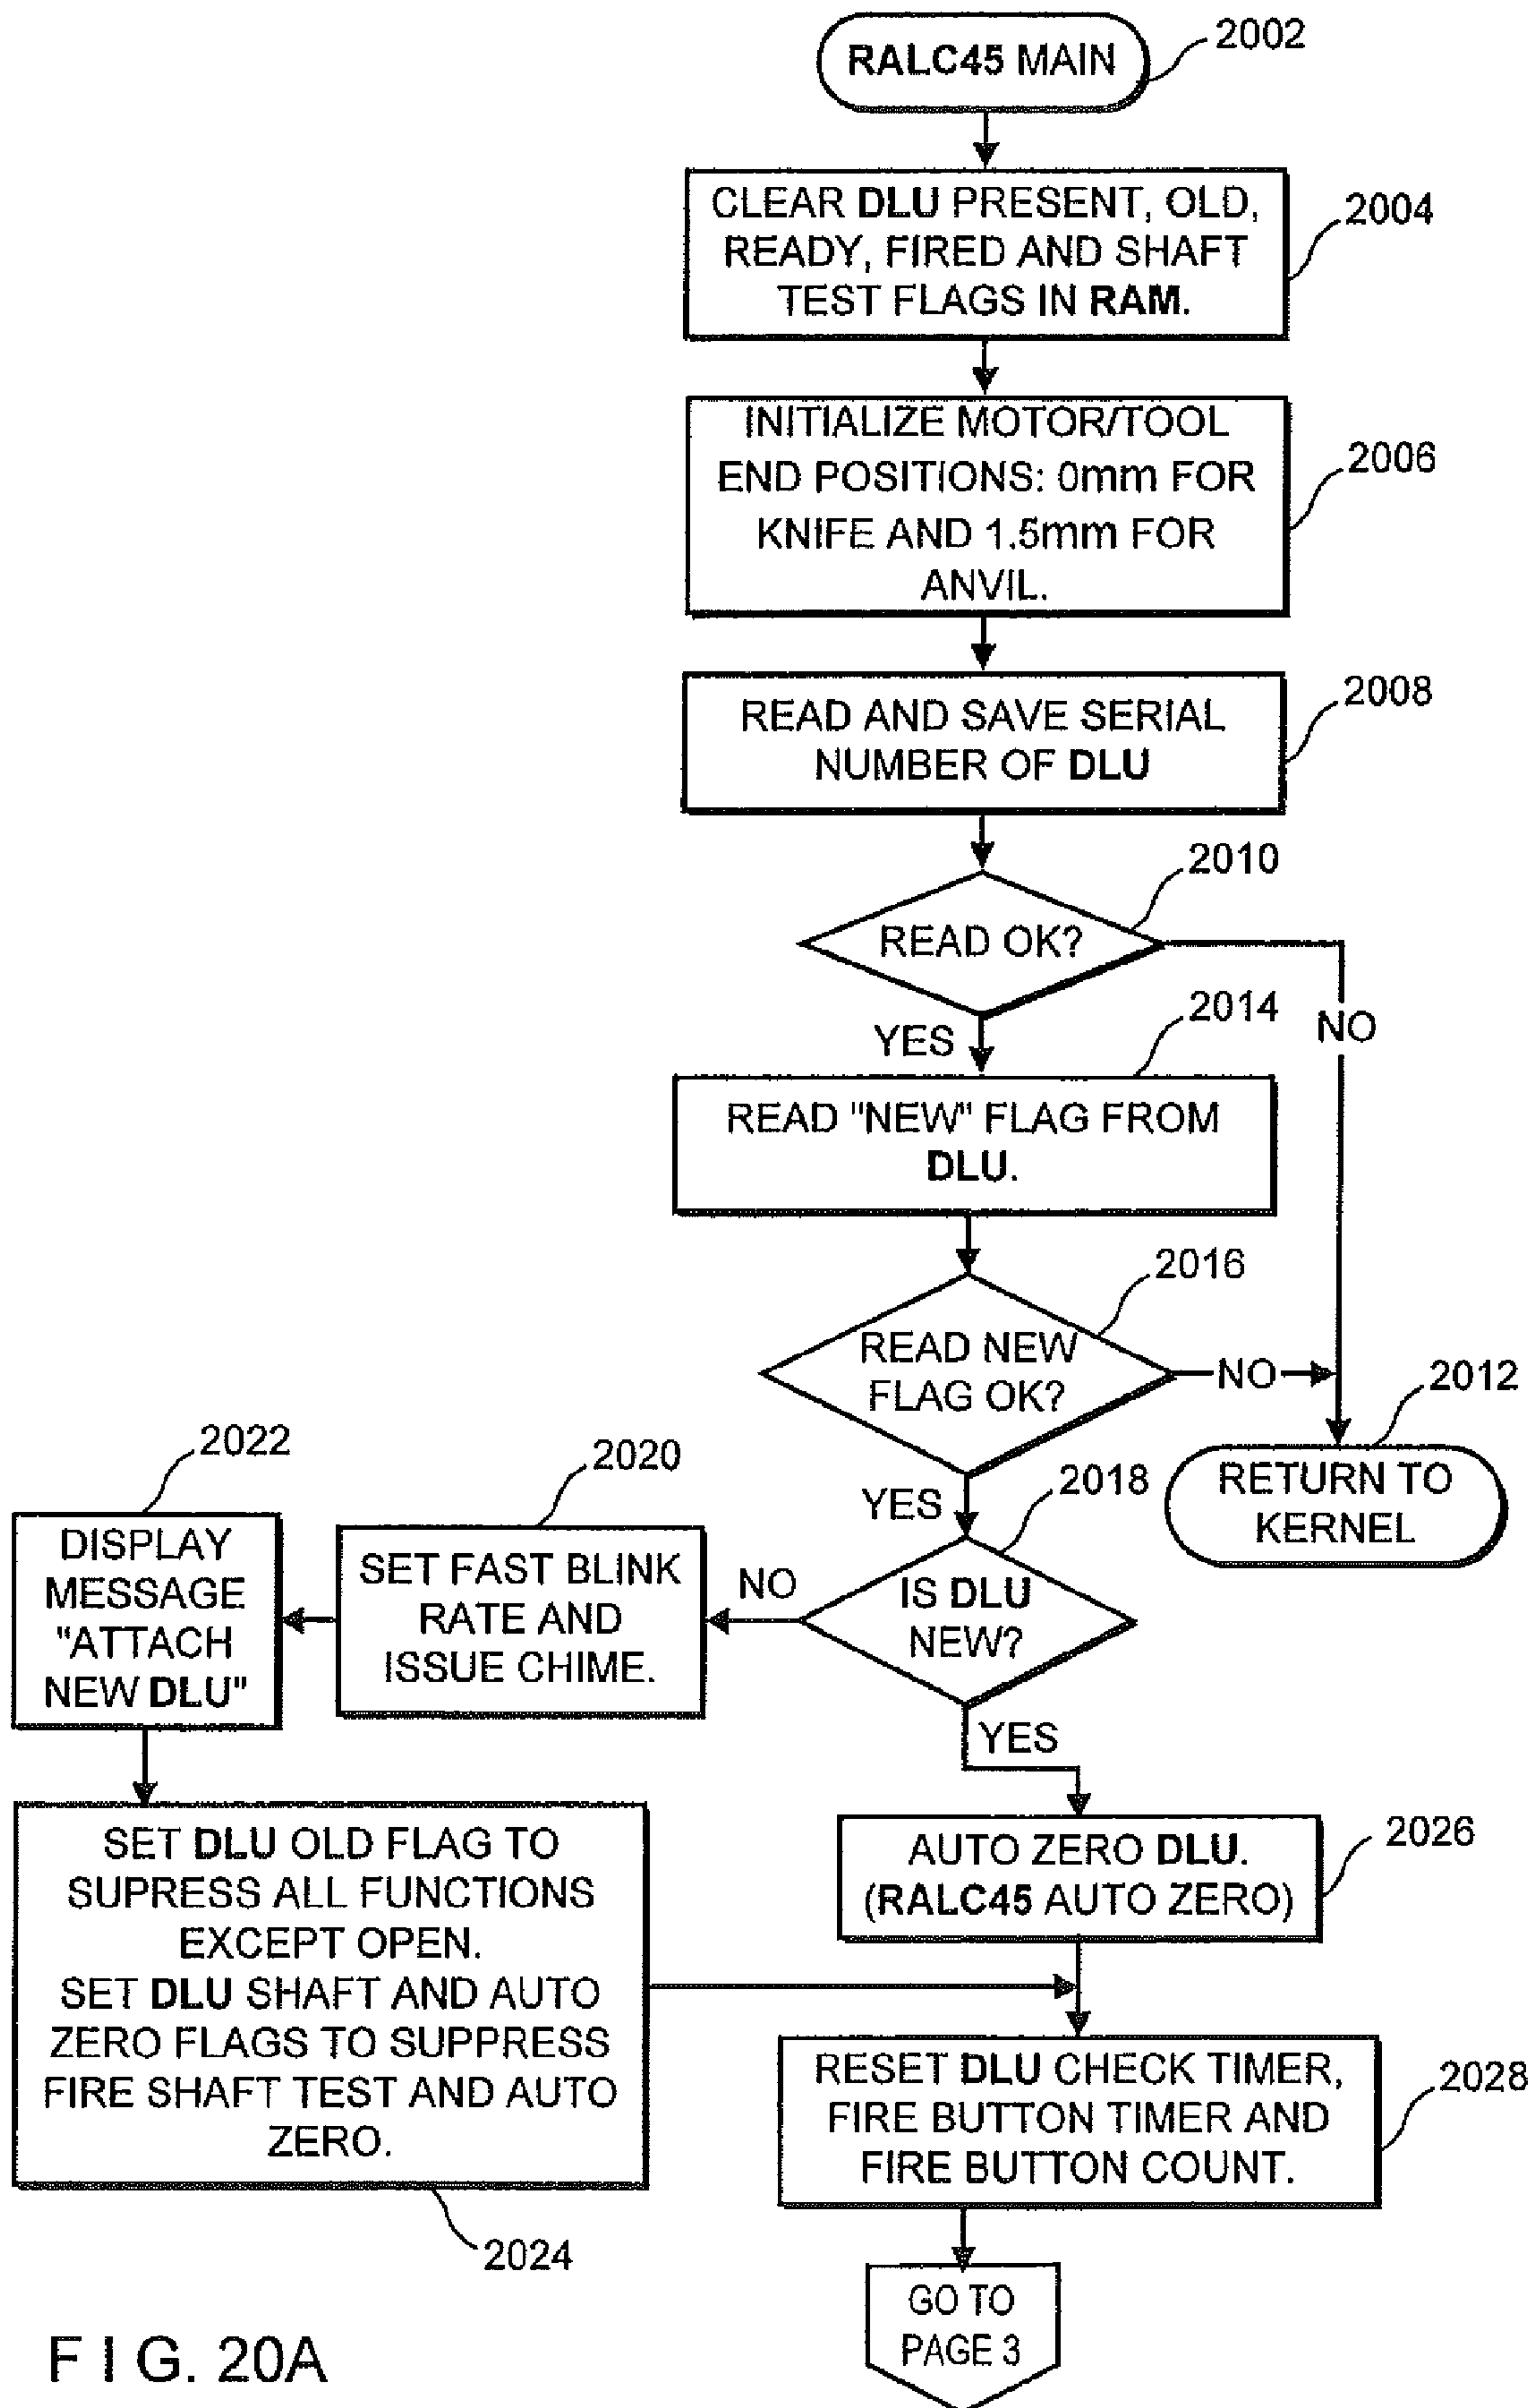 RALC45 MAIN
2002
CLEAR DLU PRESENT, OLD,
READY, FIRED AND SHAFT
TEST FLAGS IN RAM.
2004
INITIALIZE MOTOR/TOOL
END POSITIONS: 0mm FOR
KNIFE AND 1.5mm FOR
ANVIL.
2006
READ AND SAVE SERIAL
NUMBER OF DLU
2008
2010
READ OK?
NO
YES
2014
READ "NEW" FLAG FROM
DLU.
2016
READ NEW
FLAG OK?
NO
2012
RETURN TO
KERNEL
YES
2018
IS DLU
NEW?
NO
2020
SET FAST BLINK
RATE AND
ISSUE CHIME.
2022
DISPLAY
MESSAGE
"ATTACH
NEW DLU"
YES
SET DLU OLD FLAG TO
SUPRESS ALL FUNCTIONS
EXCEPT OPEN.
SET DLU SHAFT AND AUTO
ZERO FLAGS TO SUPPRESS
FIRE SHAFT TEST AND AUTO
ZERO.
2024
AUTO ZERO DLU.
(RALC45 AUTO ZERO)
2026
RESET DLU CHECK TIMER,
FIRE BUTTON TIMER AND
FIRE BUTTON COUNT.
2028
GO TO
PAGE 3
FIG. 20A